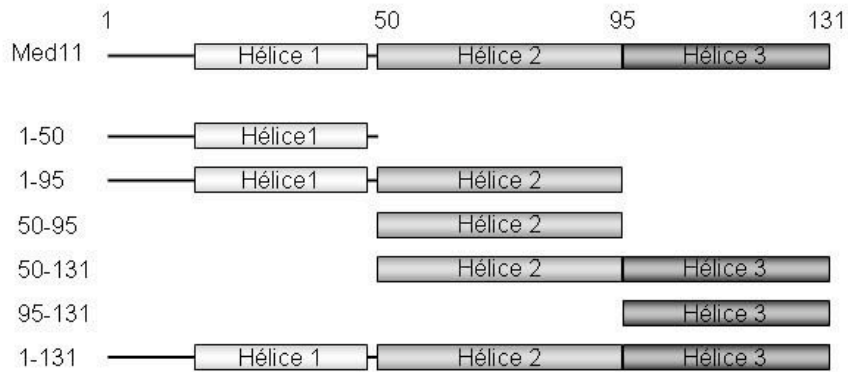 1 50 95 131
Med11 Hélice 1 Hélice 2 Hélice 3
1-50 Hélice1
1-95 Hélice1 Hélice 2
50-95 Hélice 2
50-131 Hélice 2 Hélice 3
95-131 Hélice 3
1-131 Hélice 1 Hélice 2 Hélice 3